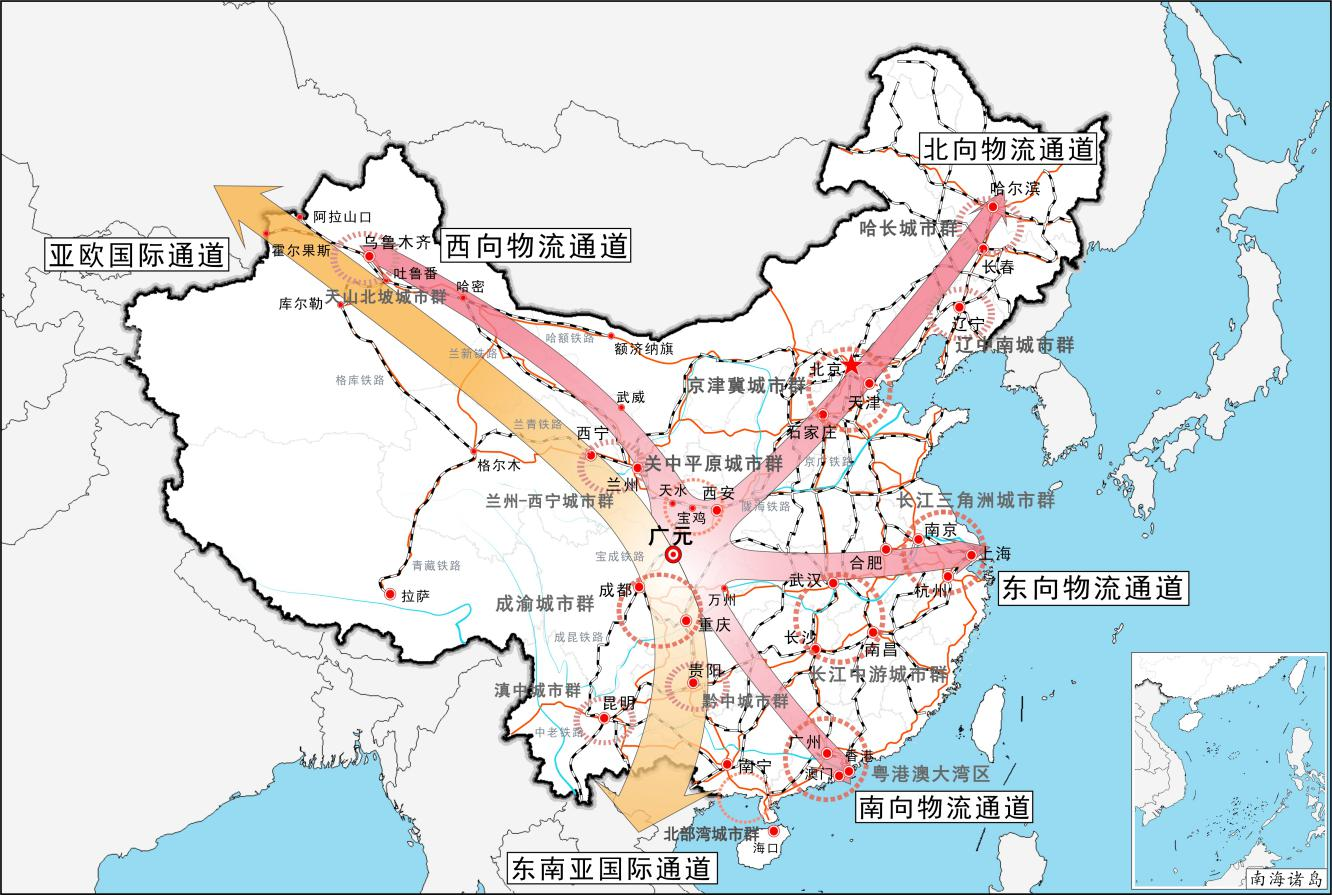 北向物流通道
哈尔滨
阿拉山口
哈长城市群
霍尔果斯
乌鲁木齐
西向物流通道
亚欧国际通道
长春
吐鲁番
哈密
天山北坡城市群
库尔勒
辽宁
哈额铁路
额济纳旗
辽中南城市群
兰新铁路
北京
格库铁路
京津冀城市群
武威
天津
兰青铁路
西宁
石家庄
格尔木
关中平原城市群
京广铁路
兰州
天水
西安
兰州-西宁城市群
长江三角洲城市群
宝鸡
陇海铁路
广元
南京
宝成铁路
上海
青藏铁路
合肥
成都
武汉
杭州
东向物流通道
拉萨
成渝城市群
万州
重庆
成昆铁路
长沙
南昌
贵阳
长江中游城市群
滇中城市群
黔中城市群
昆明
中老铁路
广州
香港
南宁
澳门
粤港澳大湾区
南向物流通道
北部湾城市群
海口
东南亚国际通道
南海诸岛